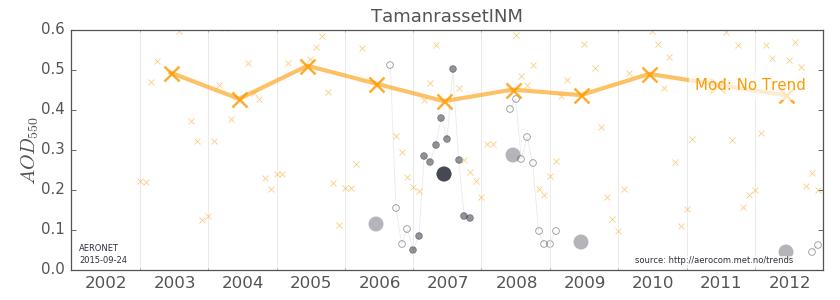 TamanrassetINM
0.6
0.5
0.4
0.3
0.2
0.1
0.0
AOD550
Mod: No Trend
AERONET
2015-09-24
source: http://aerocom.met.no/trends
2002 2003 2004 2005 2006 2007 2008 2009 2010 2011 2012